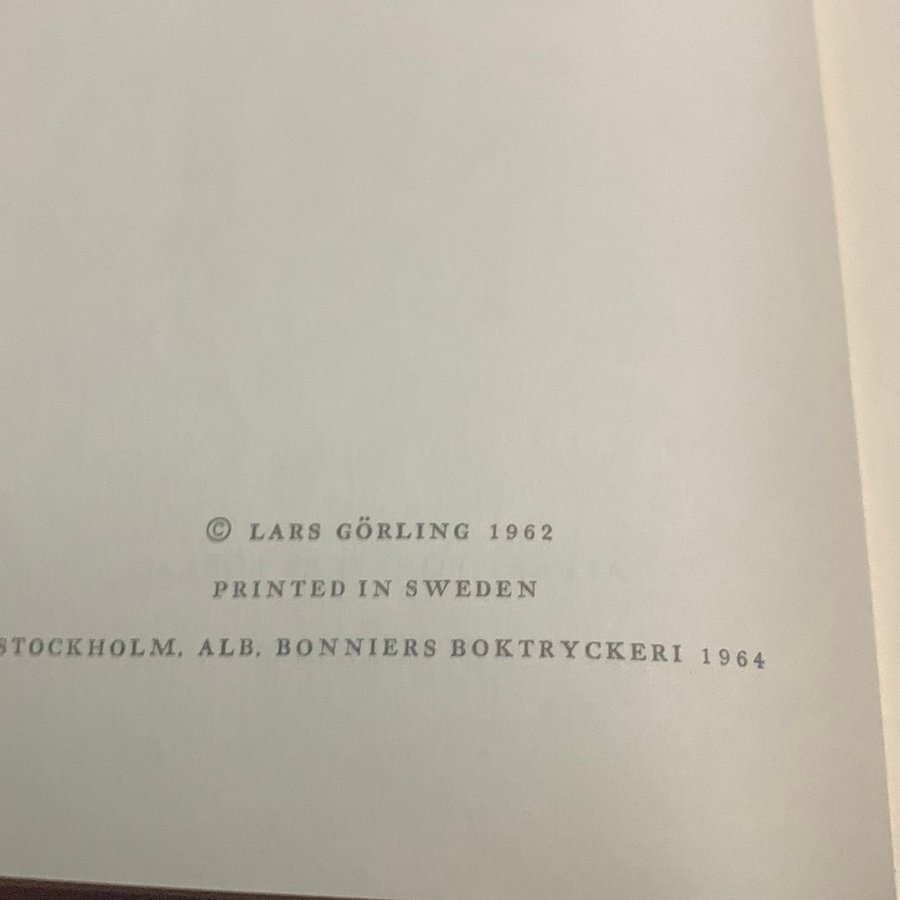 © LARS GÖRLING 1962
PRINTED IN SWEDEN
STOCKHOLM, ALB. BONNIERS BOKTRYCKERI 1964